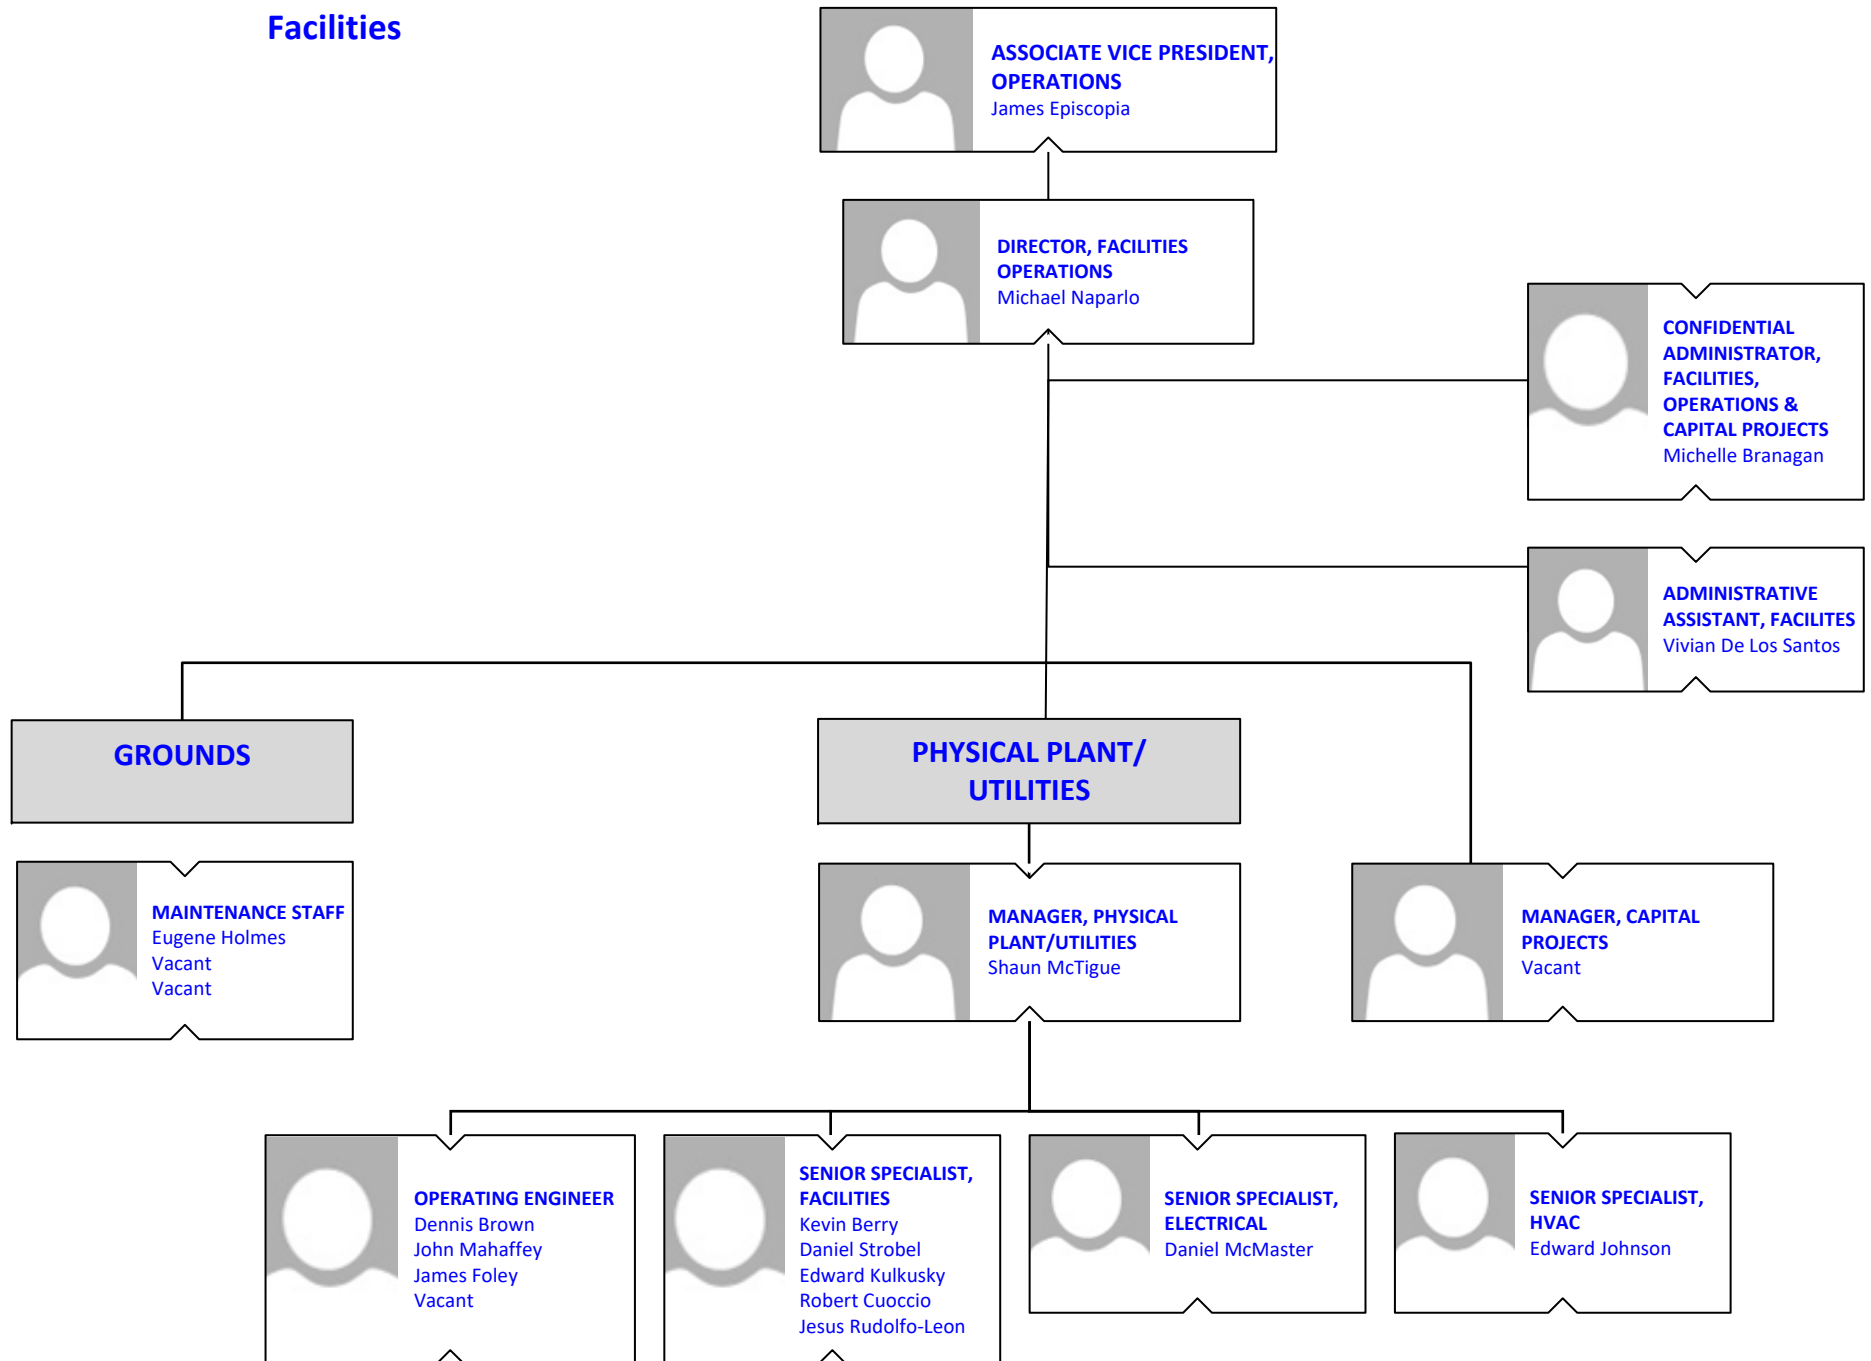 Facilities
ASSOCIATE VICE PRESIDENT,
OPERATIONS
James Episcopia
DIRECTOR, FACILITIES
OPERATIONS
Michael Naparlo
CONFIDENTIAL
ADMINISTRATOR,
FACILITIES,
OPERATIONS &
CAPITAL PROJECTS
Michelle Branagan
ADMINISTRATIVE
ASSISTANT, FACILITES
Vivian De Los Santos
GROUNDS
PHYSICAL PLANT/
UTILITIES
MAINTENANCE STAFF
Eugene Holmes
Vacant
Vacant
MANAGER, PHYSICAL
PLANT/UTILITIES
Shaun McTigue
MANAGER, CAPITAL
PROJECTS
Vacant
OPERATING ENGINEER
Dennis Brown
John Mahaffey
James Foley
Vacant
SENIOR SPECIALIST,
FACILITIES
Kevin Berry
Daniel Strobel
Edward Kulkusky
Robert Cuoccio
Jesus Rudolfo-Leon
SENIOR SPECIALIST,
ELECTRICAL
Daniel McMaster
SENIOR SPECIALIST,
HVAC
Edward Johnson